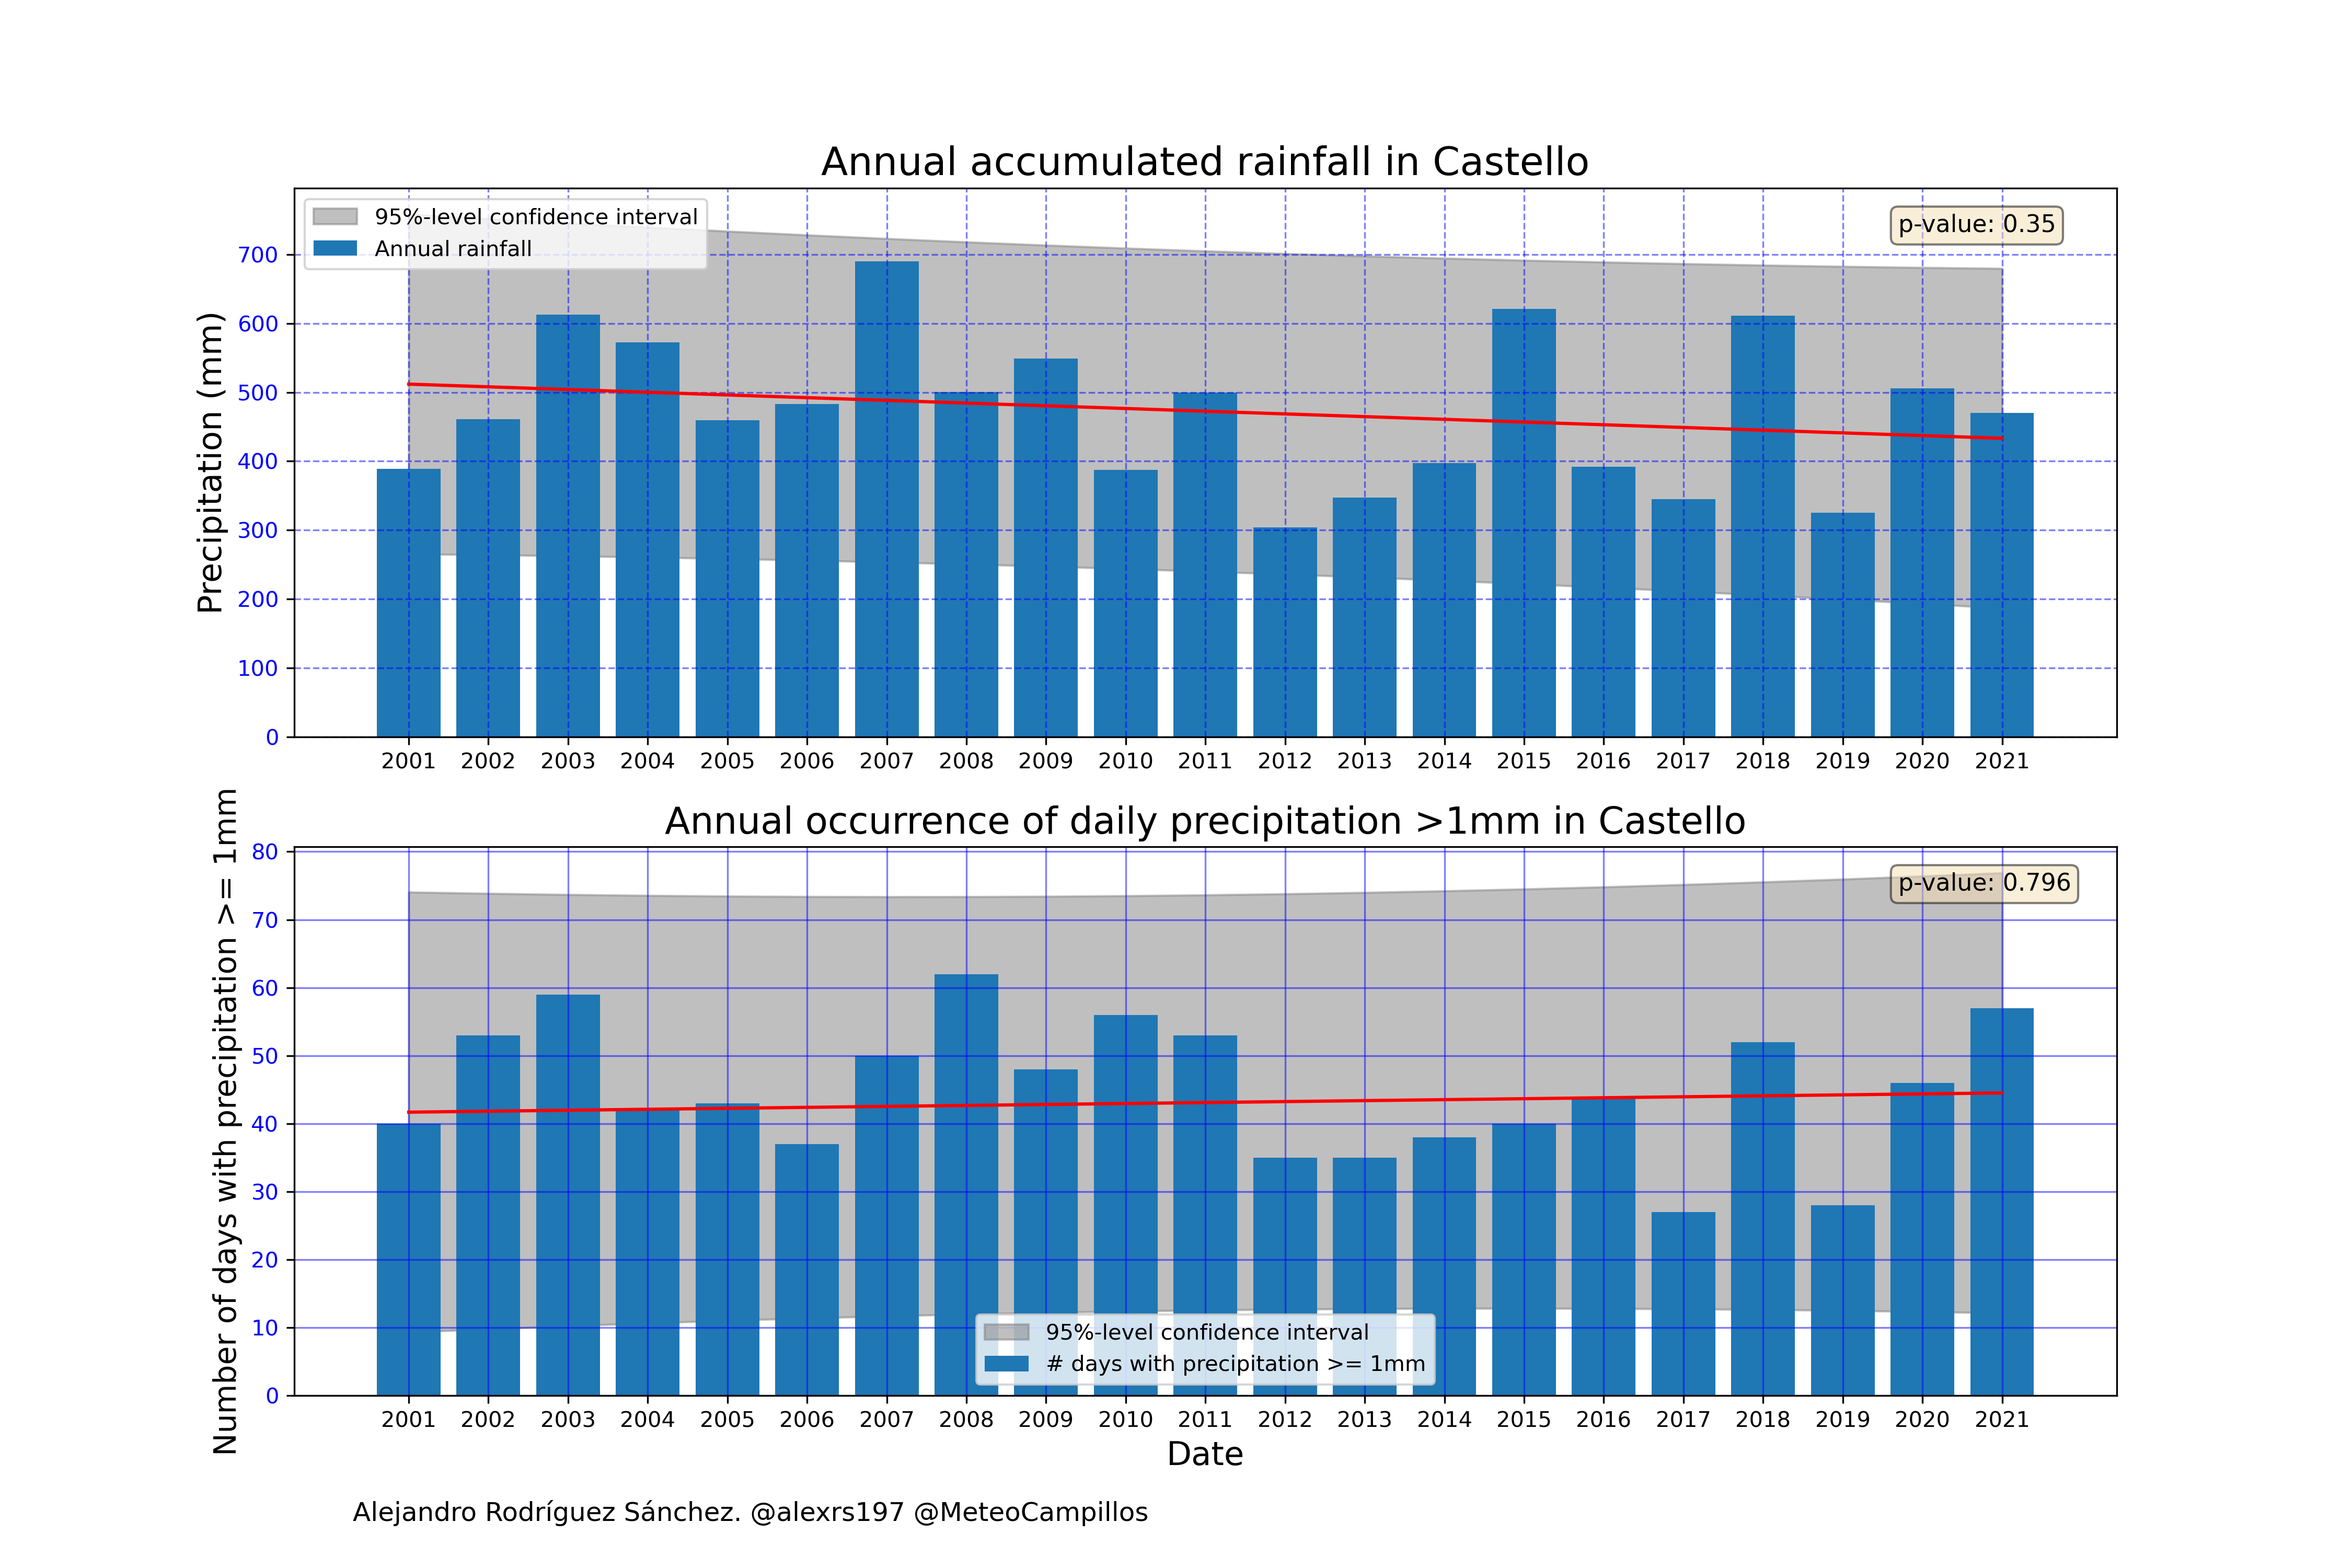 Annual accumulated rainfall in Castello
95%-level confidence interval
Annual rainfall
p-value: 0.35
Precipitation (mm)
700
600
500
400
300
200
100
0
2001 2002 2003 2004 2005 2006 2007 2008 2009 2010 2011 2012 2013 2014 2015 2016 2017 2018 2019 2020 2021
Annual occurrence of daily precipitation >1mm in Castello
p-value: 0.796
Number of days with precipitation >= 1mm
80
70
60
50
40
30
20
10
0
95%-level confidence interval
# days with precipitation >= 1mm
2001 2002 2003 2004 2005 2006 2007 2008 2009 2010 2011 2012 2013 2014 2015 2016 2017 2018 2019 2020 2021
Date
Alejandro Rodríguez Sánchez. @alexrs197 @MeteoCampillos